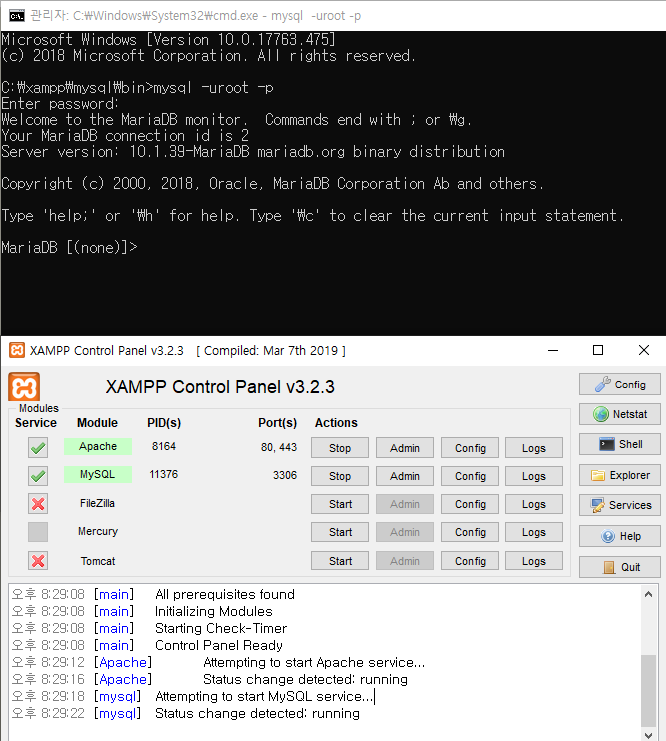 관리자: C:₩Windows₩System32₩cmd.exe - mysql -uroot -p
Microsoft Windows [Version 10.0.17763.475]
(c) 2018 Microsoft Corporation. All rights reserved.
C:₩xampp₩mysql₩bin>mysql -uroot -p
Enter password:
Welcome to the MariaDB monitor.  Commands end with ; or ₩g.
Your MariaDB connection id is 2
Server version: 10.1.39-MariaDB mariadb.org binary distribution
Copyright (c) 2000, 2018, Oracle, MariaDB Corporation Ab and others.
Type 'help;' or '₩h' for help. Type '₩c' to clear the current input statement.
MariaDB [(none)]>
XAMPP Control Panel v3.2.3 [ Compiled: Mar 7th 2019 ]
XAMPP Control Panel v3.2.3
Config
Modules
Service Module PID(s) Port(s) Actions
Netstat
Apache 8164 80, 443 Stop Admin Config Logs
Shell
MySQL 11376 3306 Stop Admin Config Logs
Explorer
FileZilla Start Admin Config Logs
Services
Mercury Start Admin Config Logs
Help
Tomcat Start Admin Config Logs
Quit
오후 8:29:08 [main] All prerequisites found
오후 8:29:08 [main] Initializing Modules
오후 8:29:08 [main] Starting Check-Timer
오후 8:29:08 [main] Control Panel Ready
오후 8:29:12 [Apache] Attempting to start Apache service...
오후 8:29:16 [Apache] Status change detected: running
오후 8:29:18 [mysql] Attempting to start MySQL service...
오후 8:29:22 [mysql] Status change detected: running